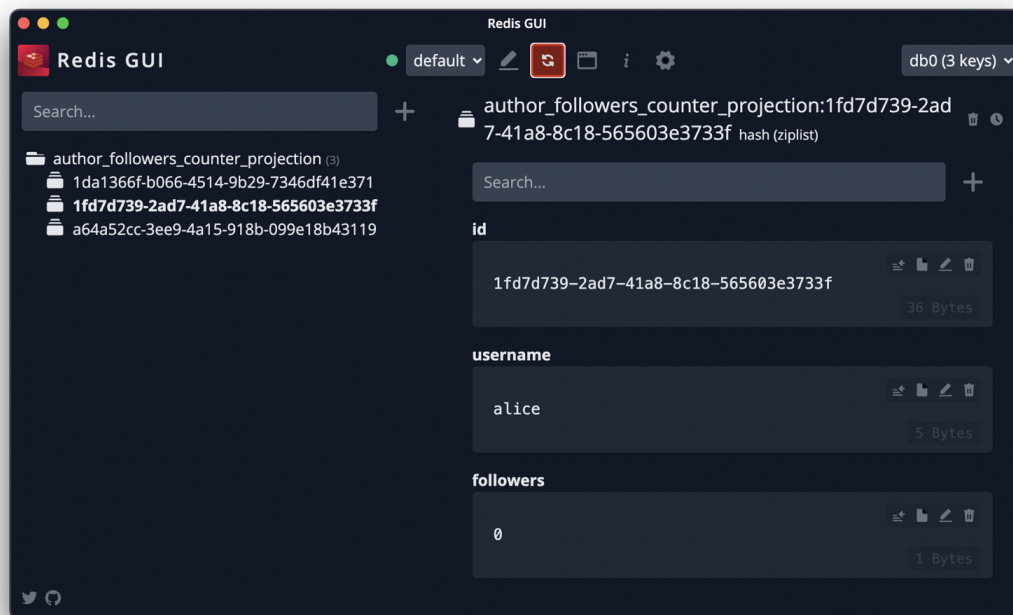 Redis GUI
Redis GUI
default
db0 (3 keys)
Search...
author_followers_counter_projection (3)
1da1366f-b066-4514-9b29-7346df41e371
1fd7d739-2ad7-41a8-8c18-565603e3733f
a64a52cc-3ee9-4a15-918b-099e18b43119
author_followers_counter_projection:1fd7d739-2ad
7-41a8-8c18-565603e3733f hash (ziplist)
Search...
id
1fd7d739-2ad7-41a8-8c18-565603e3733f
36 Bytes
username
alice
5 Bytes
followers
0
1 Bytes